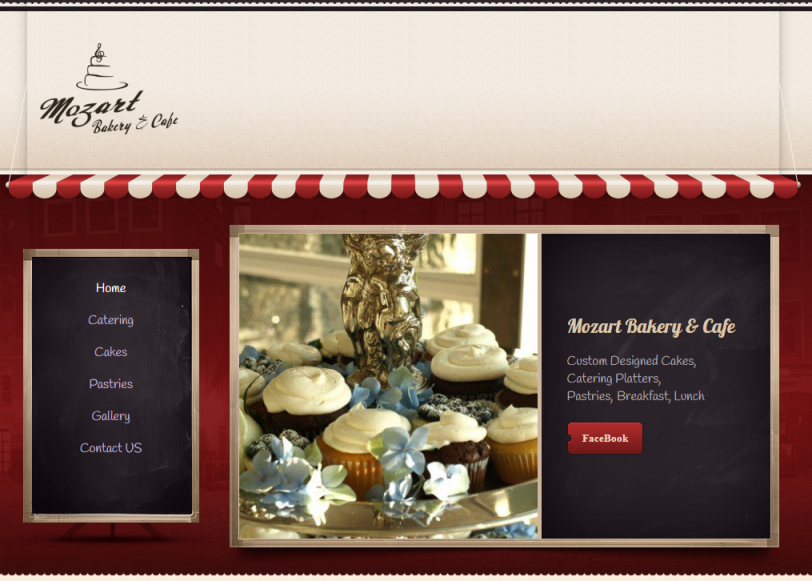 Mozart
Bakery & Cafe
Home
Catering
Cakes
Pastries
Gallery
Contact US
Mozart Bakery & Cafe
Custom Designed Cakes,
Catering Platters,
Pastries, Breakfast, Lunch
FaceBook